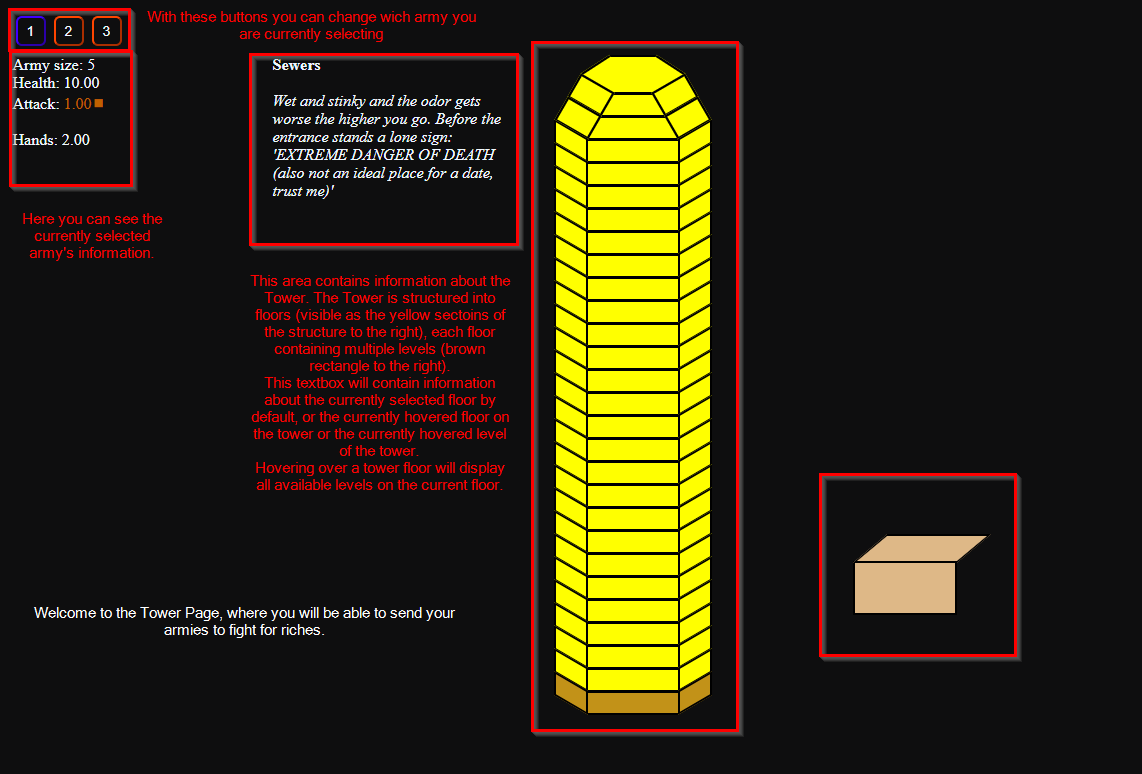 1 2 3
With these buttons you can change wich army you
are currently selecting
Army size: 5
Health: 10.00
Attack: 1.00
Hands: 2.00
Here you can see the
currently selected
army's information.
Sewers
Wet and stinky and the odor gets
worse the higher you go. Before the
entrance stands a lone sign:
'EXTREME DANGER OF DEATH
(also not an ideal place for a date,
trust me)'
This area contains information about the
Tower. The Tower is structured into
floors (visible as the yellow sectoins of
the structure to the right), each floor
containing multiple levels (brown
rectangle to the right).
This textbox will contain information
about the currently selected floor by
default, or the currently hovered floor on
the tower or the currently hovered level
of the tower.
Hovering over a tower floor will display
all available levels on the current floor.
Welcome to the Tower Page, where you will be able to send your
armies to fight for riches.